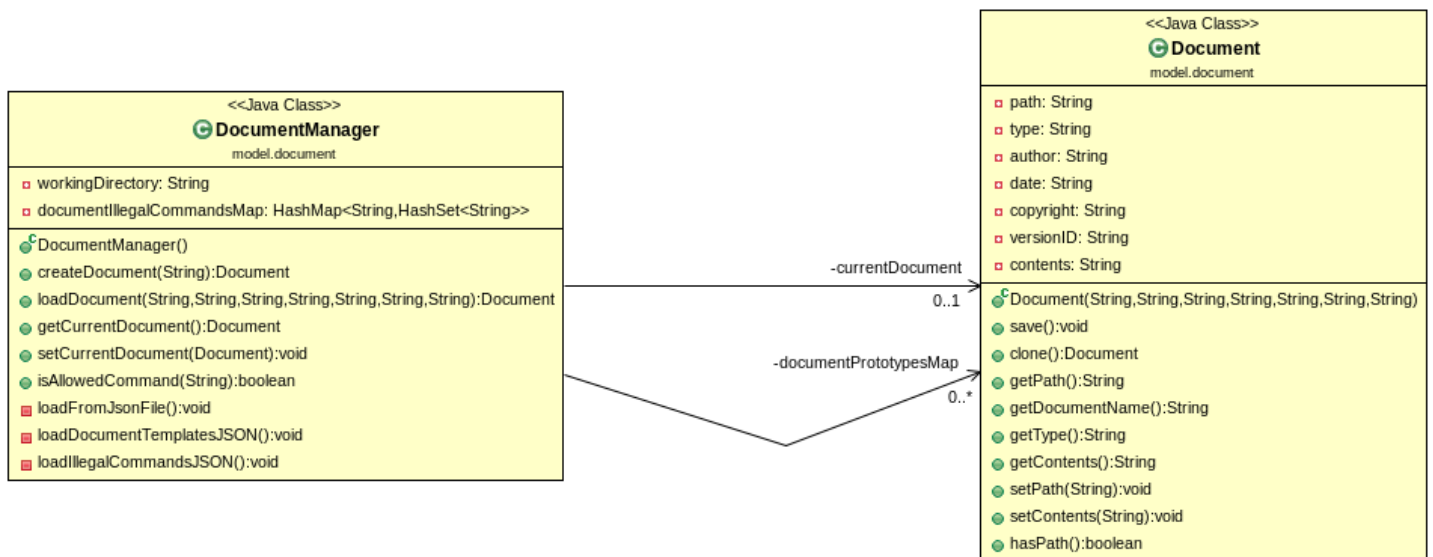 <<Java Class>>
DocumentManager
model.document
workingDirectory: String
documentIllegalCommandsMap: HashMap<String,HashSet<String>>
DocumentManager()
createDocument(String):Document
loadDocument(String,String,String,String,String,String,String):Document
getCurrentDocument():Document
setCurrentDocument(Document):void
isAllowedCommand(String):boolean
loadFromJsonFile():void
loadDocumentTemplatesJSON():void
loadIllegalCommandsJSON():void
-currentDocument
0..1
-documentPrototypesMap
0..*
<<Java Class>>
Document
model.document
path: String
type: String
author: String
date: String
copyright: String
versionID: String
contents: String
Document(String,String,String,String,String,String,String)
save():void
clone():Document
getPath():String
getDocumentName():String
getType():String
getContents():String
setPath(String):void
setContents(String):void
hasPath():boolean